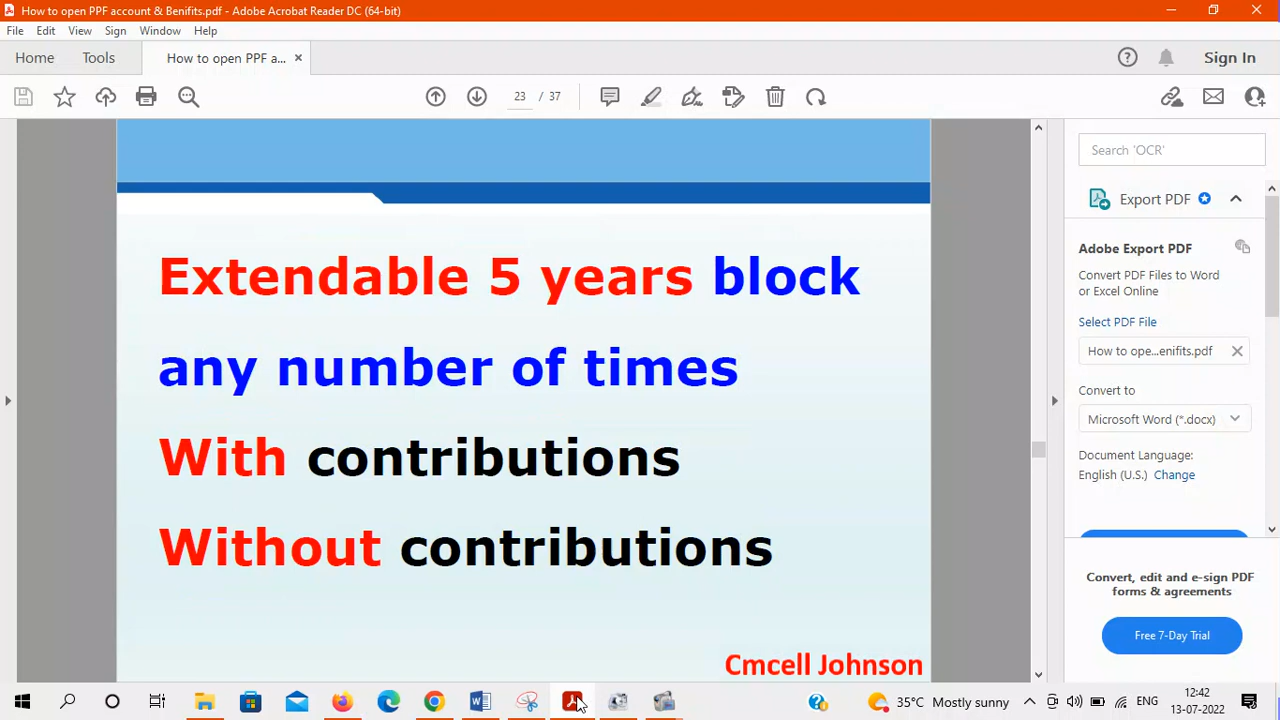 How to open PPF account & Benifits.pdf - Adobe Acrobat Reader DC (64-bit)
File Edit View Sign Window Help
Home Tools How to open PPF a... Sign In
23 / 37
Search 'OCR'
Export PDF
Adobe Export PDF
Convert PDF Files to Word
or Excel Online
Select PDF File
How to ope...enifits.pdf
Convert to
Microsoft Word (*.docx)
Document Language:
English (U.S.) Change
Convert, edit and e-sign PDF
forms & agreements
Free 7-Day Trial
Extendable 5 years block
any number of times
With contributions
Without contributions
Cmcell Johnson
35°C Mostly sunny ENG 12:42
13-07-2022